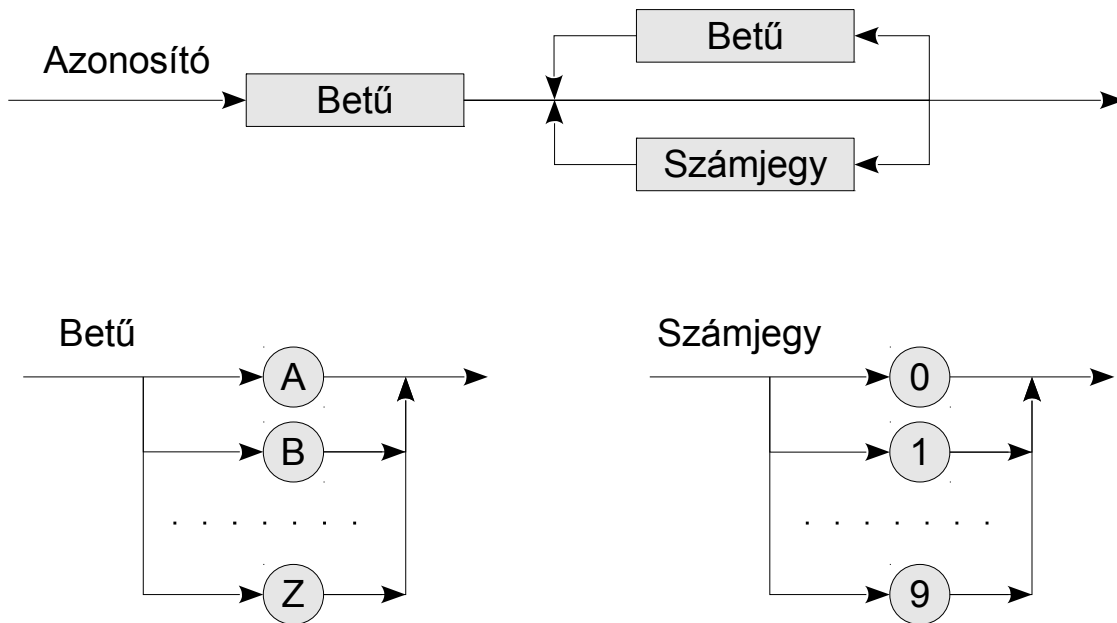 Betű
Azonosító
Betű
Számjegy
Betű
Számjegy
A
0
B
1
. . . . . . .
. . . . . . .
Z
9